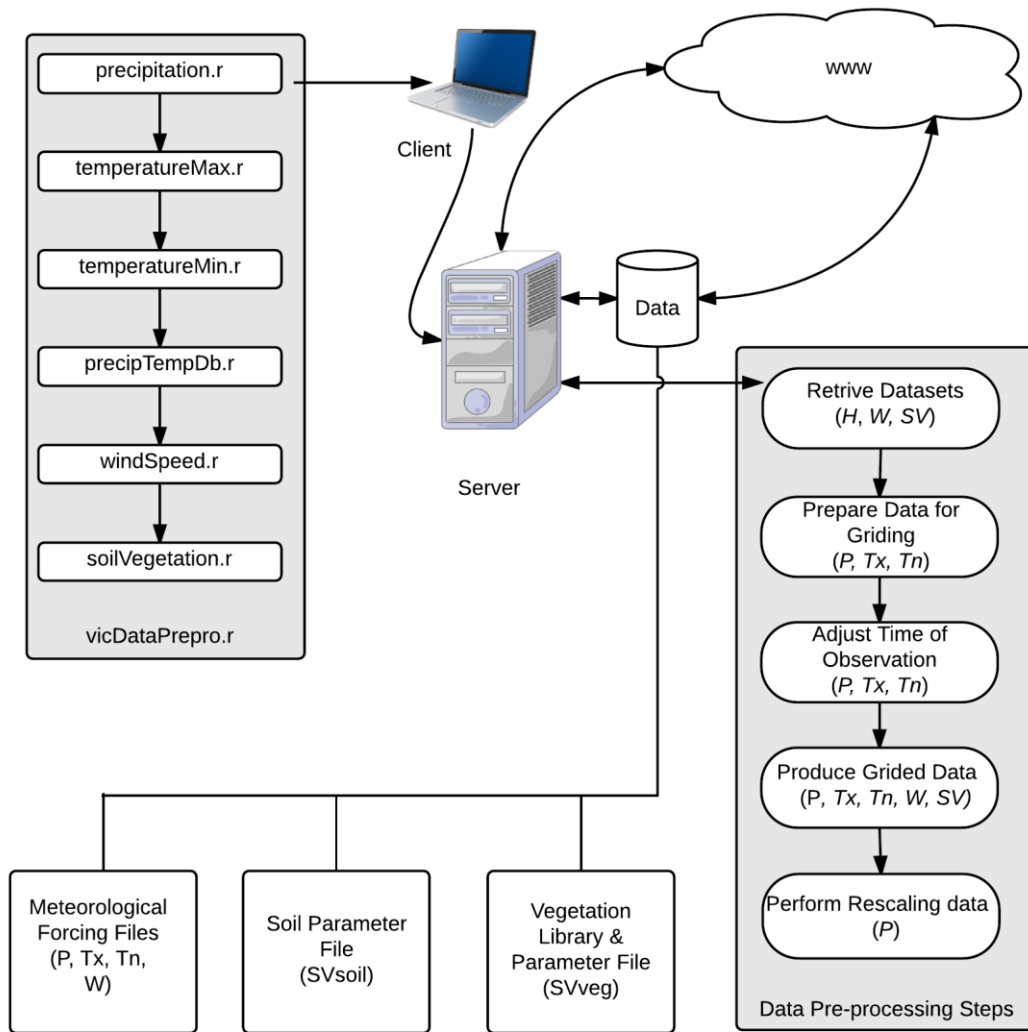 precipitation.r
temperatureMax.r
temperatureMin.r
precipTempDb.r
windSpeed.r
soilVegetation.r
vicDataPrepro.r
Client
www
Server
Data
Retrive Datasets
(H, W, SV)
Prepare Data for
Griding
(P, Tx, Tn)
Adjust Time of
Observation
(P, Tx, Tn)
Produce Grided Data
(P, Tx, Tn, W, SV)
Perform Rescaling data
(P)
Data Pre-processing Steps
Meteorological
Forcing Files
(P, Tx, Tn,
W)
Soil Parameter
File
(SVsoil)
Vegetation
Library &
Parameter File
(SVveg)